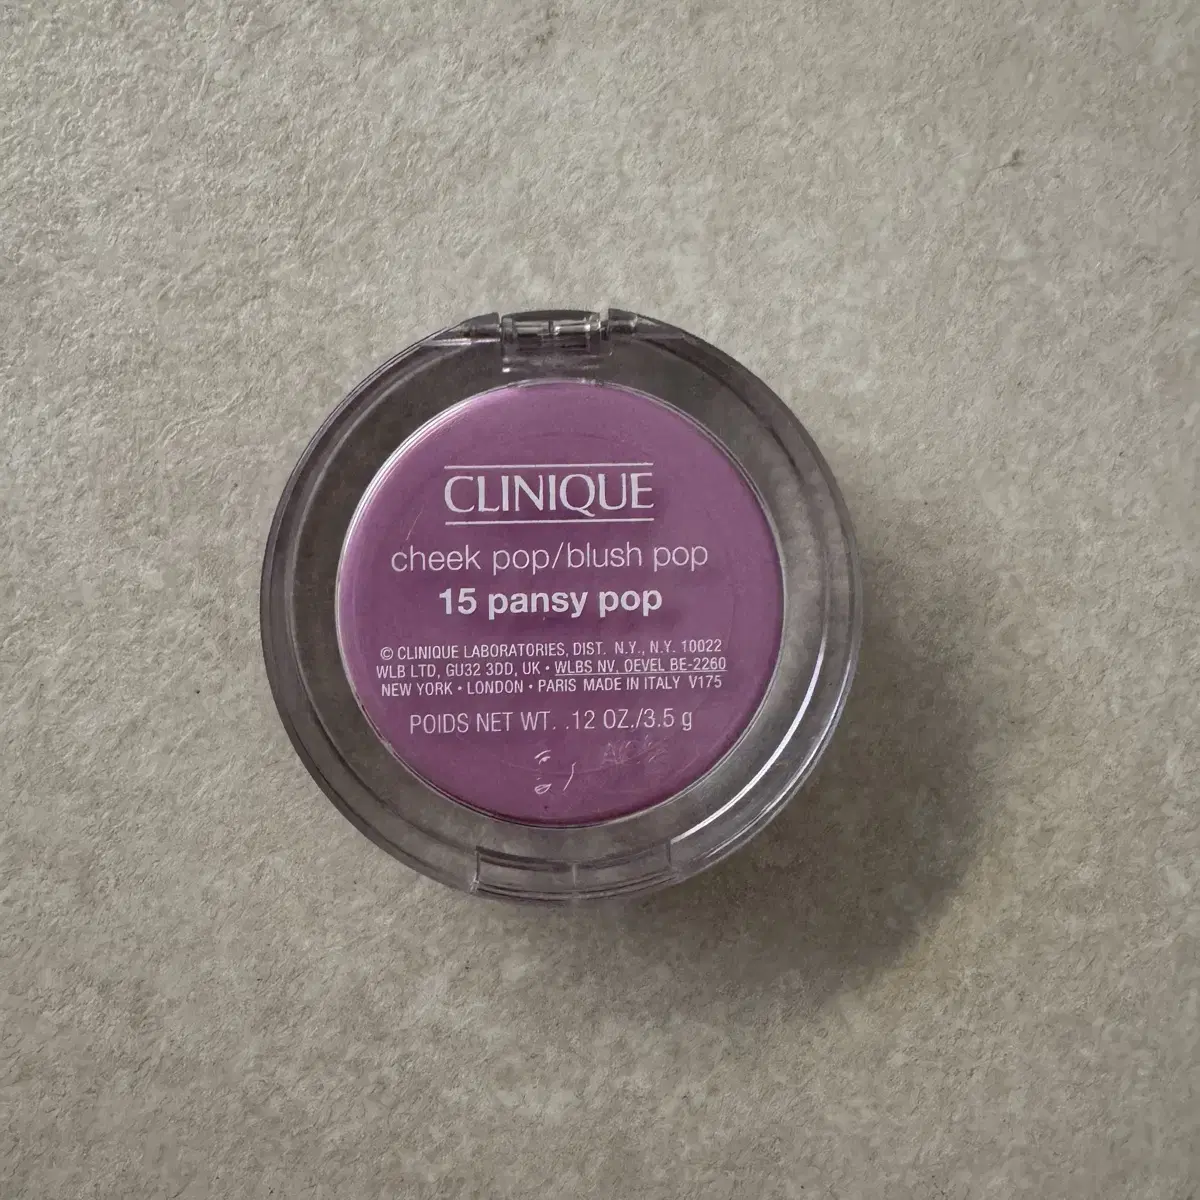 CLINIQUE
cheek pop/blush pop
15 pansy pop
© CLINIQUE LABORATORIES, DIST. N.Y., N.Y. 10022
WLB LTD, GU32 3DD, UK • WLBS NV, OEVEL BE-2260
NEW YORK • LONDON • PARIS MADE IN ITALY V175
POIDS NET WT. .12 OZ./3.5 g